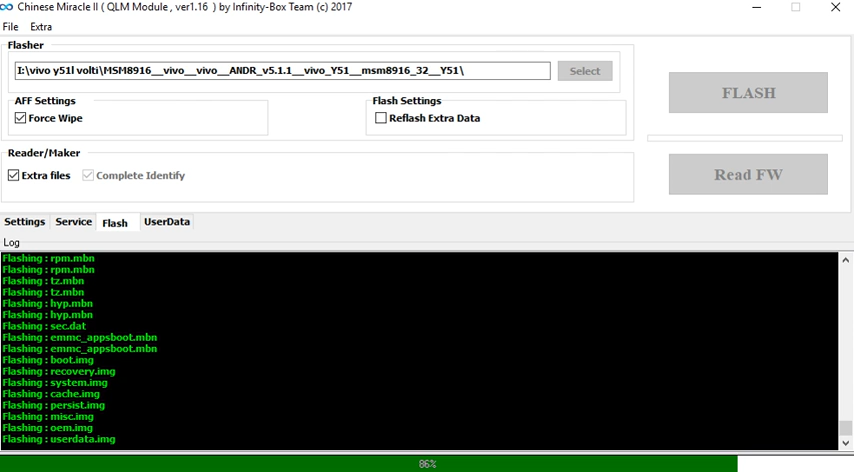 Chinese Miracle II ( QLM Module , ver1.16 ) by Infinity-Box Team (c) 2017
File Extra
Flasher
I:\vivo y51l volti\MSM8916__vivo__vivo__ANDR_v5.1.1__vivo_Y51__msm8916_32__Y51\
Select
AFF Settings
Force Wipe
Flash Settings
Reflash Extra Data
FLASH
Reader/Maker
Extra files
Complete Identify
Read FW
Settings Service Flash UserData
Log
Flashing : rpm.mbn
Flashing : rpm.mbn
Flashing : tz.mbn
Flashing : tz.mbn
Flashing : hyp.mbn
Flashing : hyp.mbn
Flashing : sec.dat
Flashing : emmc_appsboot.mbn
Flashing : emmc_appsboot.mbn
Flashing : boot.img
Flashing : recovery.img
Flashing : system.img
Flashing : cache.img
Flashing : persist.img
Flashing : misc.img
Flashing : oem.img
Flashing : userdata.img
86%